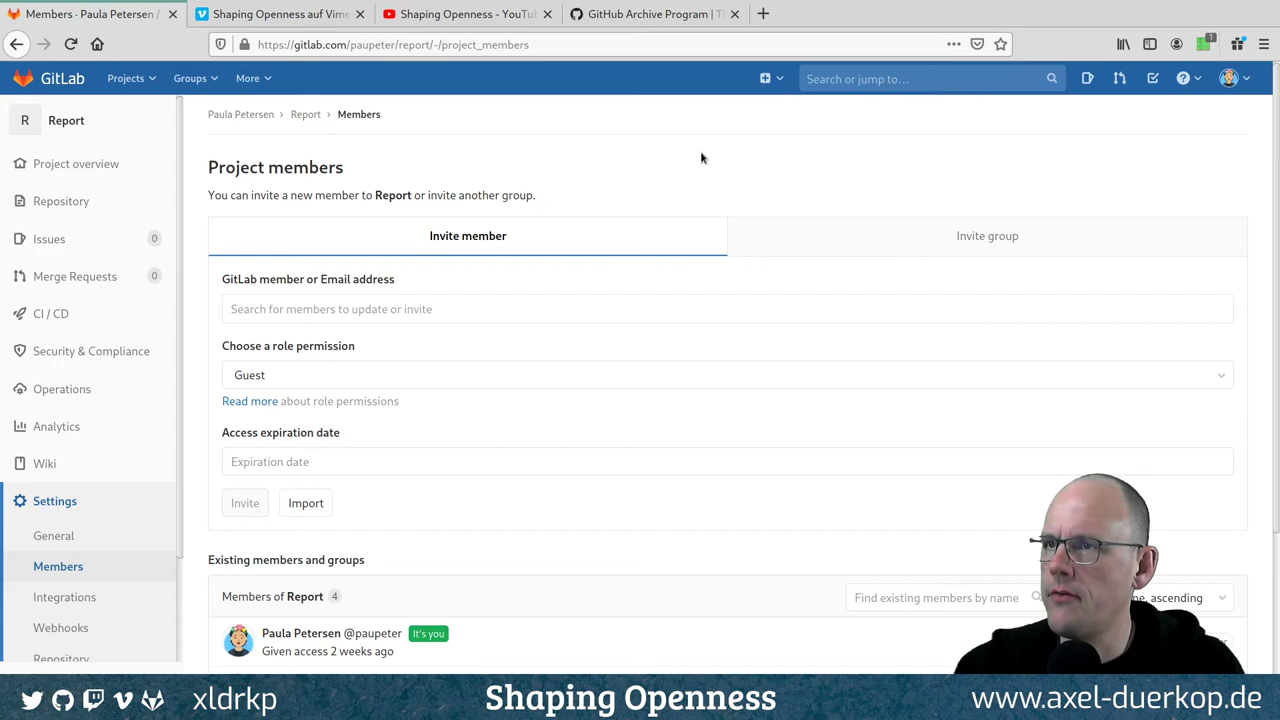 Members · Paula Petersen /
Shaping Openness auf Vime
Shaping Openness - YouTu
GitHub Archive Program | T
https://gitlab.com/paupeter/report/-/project_members
1
GitLab
Projects
Groups
More
Search or jump to…
R
Report
Project overview
Repository
Issues
0
Merge Requests
0
CI / CD
Security & Compliance
Operations
Analytics
Wiki
Settings
General
Members
Integrations
Webhooks
Repository
Paula Petersen > Report > Members
Project members
You can invite a new member to Report or invite another group.
Invite member
Invite group
GitLab member or Email address
Search for members to update or invite
Choose a role permission
Guest
Read more about role permissions
Access expiration date
Expiration date
Invite
Import
Existing members and groups
Members of Report 4
Find existing members by name
ascending
Paula Petersen @paupeter It's you
Given access 2 weeks ago
xldrkp
Shaping Openness
www.axel-duerkop.de